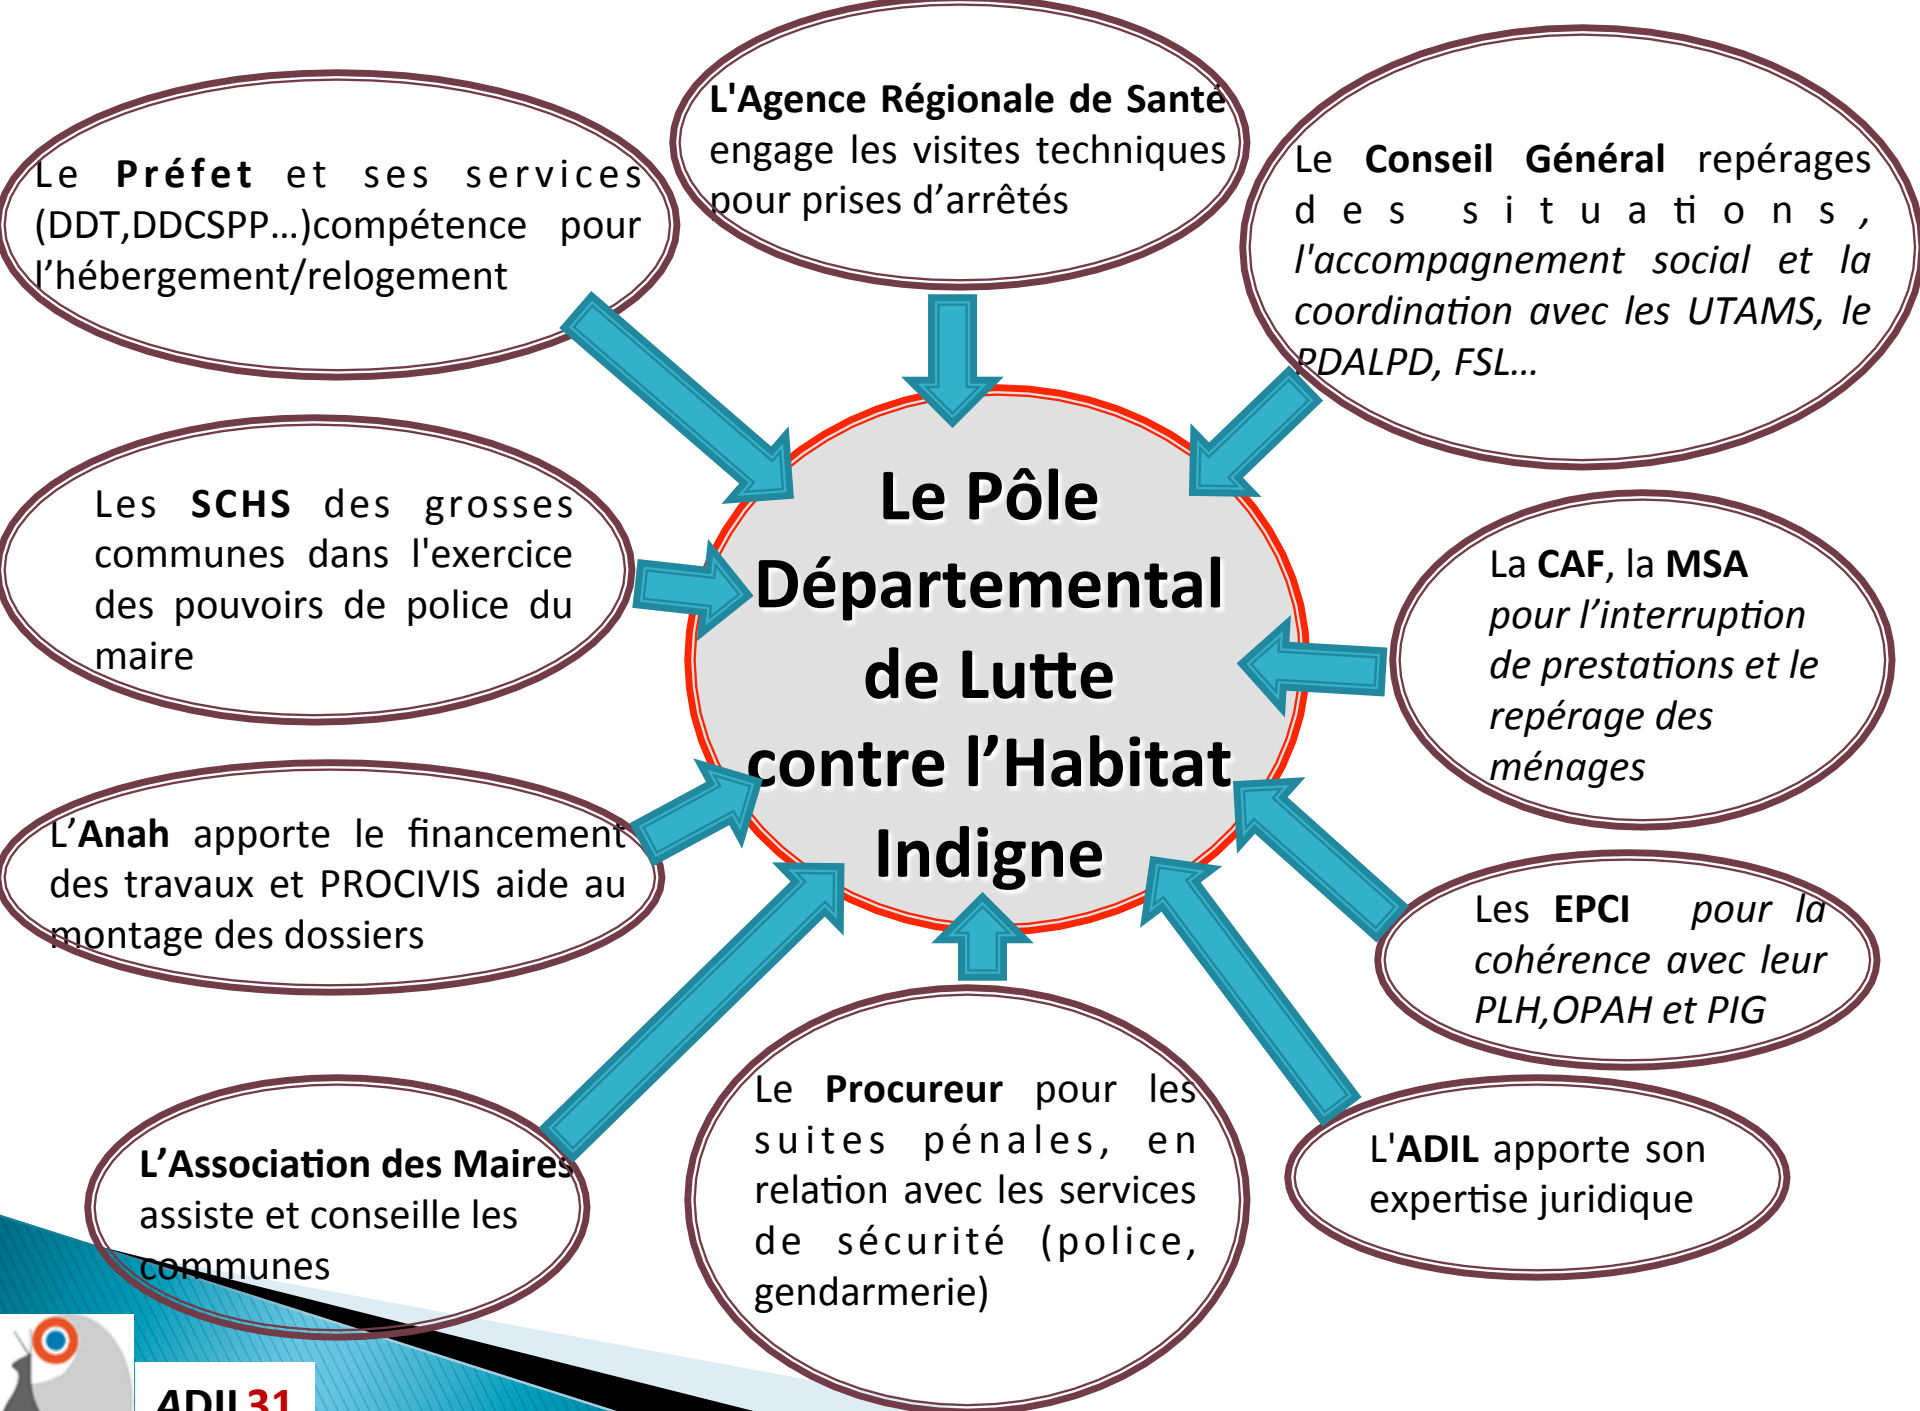 L'Agence Régionale de Santé
engage les visites techniques
pour prises d’arrêtés
Le Préfet et ses services
(DDT,DDCSPP…)compétence pour
l’hébergement/relogement
Le Conseil Général repérages
des situations,
l'accompagnement social et la
coordination avec les UTAMS, le
PDALPD, FSL…
Les SCHS des grosses
communes dans l'exercice
des pouvoirs de police du
maire
Le Pôle
Départemental
de Lutte
contre l’Habitat
Indigne
La CAF, la MSA
pour l’interruption
de prestations et le
repérage des
ménages
L’Anah apporte le financement
des travaux et PROCIVIS aide au
montage des dossiers
Les EPCI pour la
cohérence avec leur
PLH,OPAH et PIG
L’Association des Maires
assiste et conseille les
communes
Le Procureur pour les
suites pénales, en
relation avec les services
de sécurité (police,
gendarmerie)
L'ADIL apporte son
expertise juridique
ADIL31